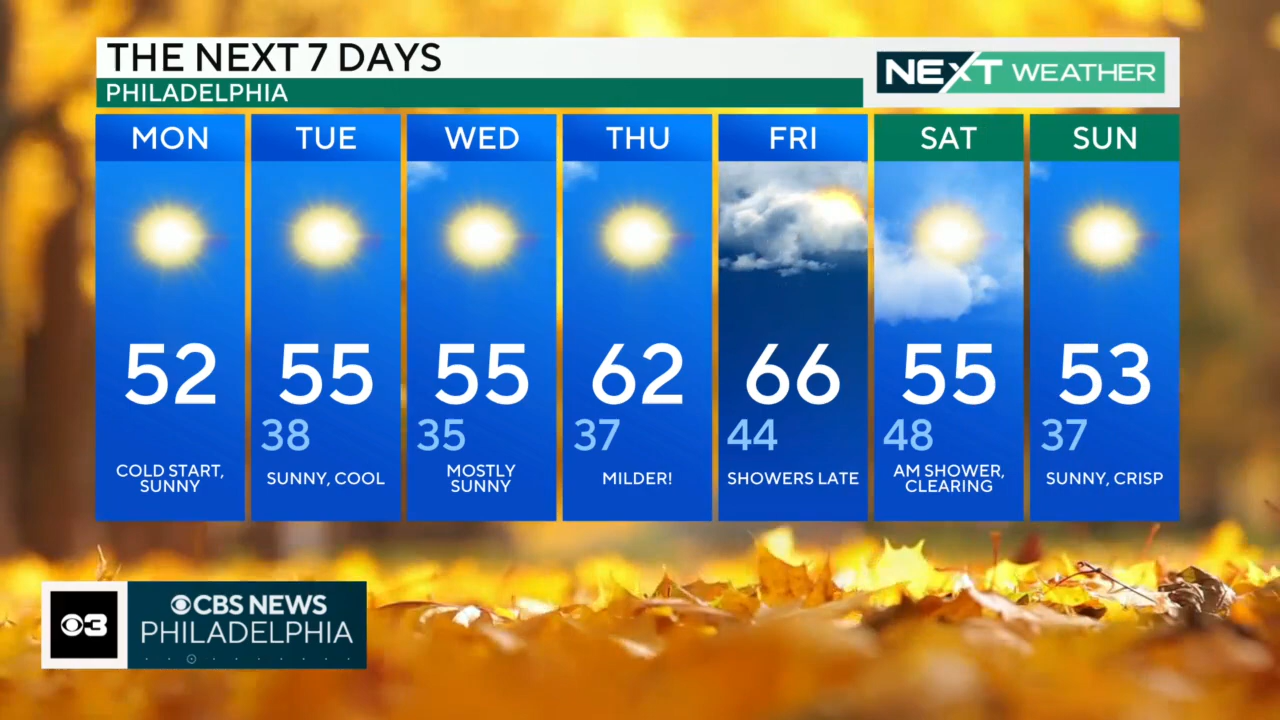 THE NEXT 7 DAYS
PHILADELPHIA
NEXT WEATHER
MON TUE WED THU FRI SAT SUN
52 55 55 62 66 55 53
38 35 37 44 48 37
COLD START,
SUNNY
SUNNY, COOL
MOSTLY
SUNNY
MILDER!
SHOWERS LATE
AM SHOWER,
CLEARING
SUNNY, CRISP
3
CBS NEWS
PHILADELPHIA